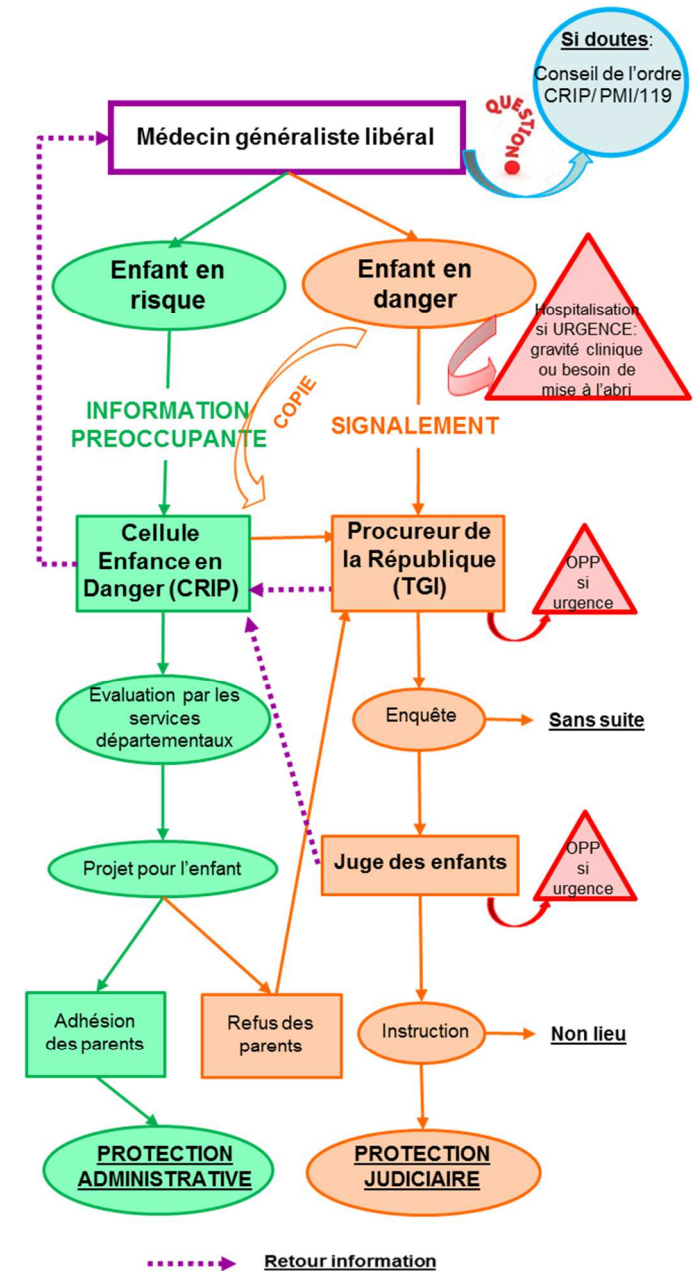 Si doutes:
Conseil de l'ordre
CRIP/ PMI/119
QUESTION
Médecin généraliste libéral
Enfant en
risque
Enfant en
danger
Hospitalisation
si URGENCE:
gravité clinique
ou besoin de
mise à l'abri
COPIE
INFORMATION
PREOCCUPANTE
SIGNALEMENT
Cellule
Enfance en
Danger (CRIP)
Procureur de
la République
(TGI)
OPP
si
urgence
Evaluation par les
services
départementaux
Enquête
Sans suite
Projet pour l'enfant
Juge des enfants
OPP
si
urgence
Adhésion
des parents
Refus des
parents
Instruction
Non lieu
PROTECTION
ADMINISTRATIVE
PROTECTION
JUDICIAIRE
Retour information